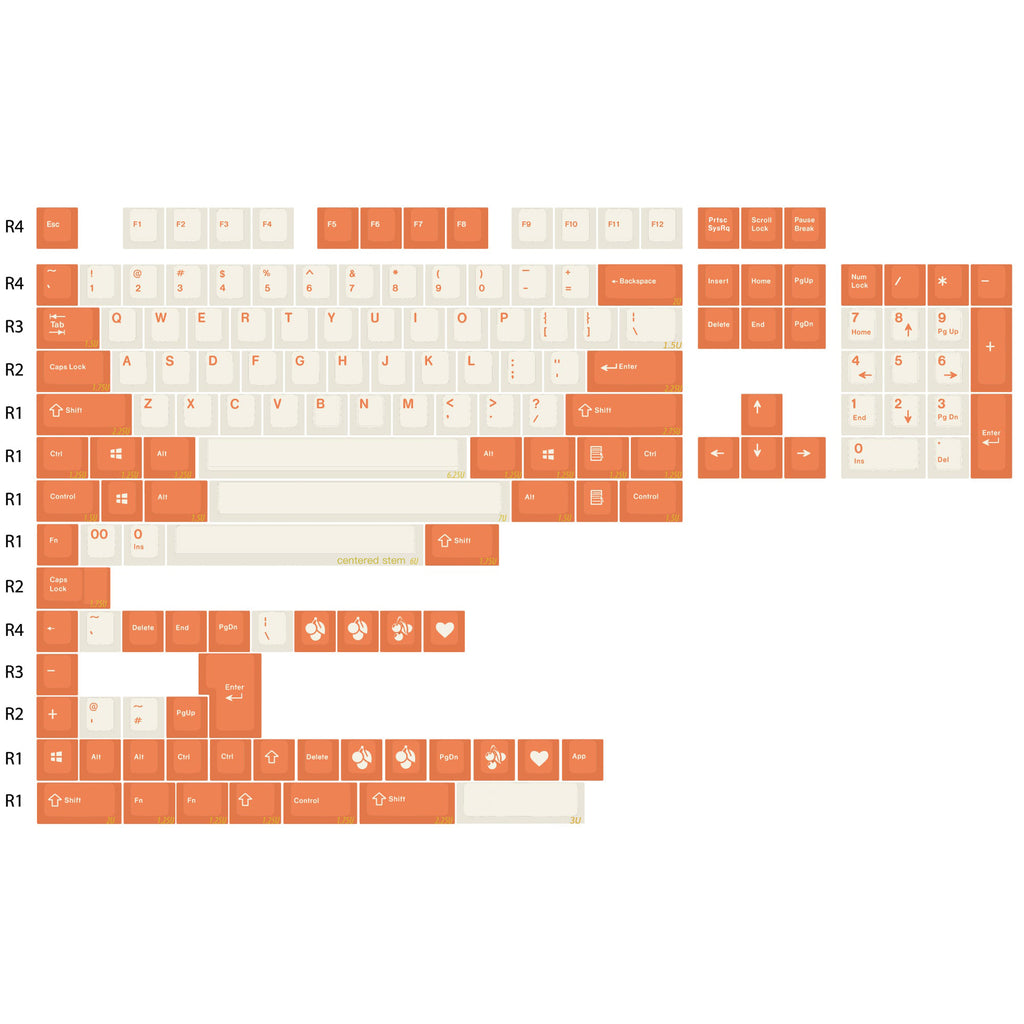 R4 Esc F1 F2 F3 F4 F5 F6 F7 F8 F9 F10 F11 F12 Prtsc SysRq Scroll Lock Pause Break
R4 ~ ` ! 1 @ 2 # 3 $ 4 % 5 ^ 6 & 7 * 8 ( 9 ) 0 — - + = ←Backspace 2U Insert Home PgUp Num Lock / * −
R3 Tab 1.5U Q W E R T Y U I O P { [ } ] ¦ \ 1.5U Delete End PgDn 7 Home 8 ↑ 9 Pg Up +
R2 Caps Lock 1.75U A S D F G H J K L : ; " ' Enter 2.25U 4 ← 5 6 →
R1 Shift 2.25U Z X C V B N M < , > . ? / Shift 2.75U ↑ 1 End 2 ↓ 3 Pg Dn Enter
R1 Ctrl 1.25U 1.25U Alt 1.25U 6.25U Alt 1.25U 1.25U 1.25U Ctrl 1.25U ← ↓ → 0 Ins . Del
R1 Control 1.5U Alt 1.5U 7U Alt 1.5U Control 1.5U
R1 Fn 00 0 Ins centered stem 6U Shift 1.75U
R2 Caps Lock 1.75U
R4 ← ~ ` Delete End PgDn ¦ \
R3 − Enter
R2 + @ ' ~ # PgUp
R1 Alt Alt Ctrl Ctrl Delete PgDn App
R1 Shift 2U Fn 1.25U Fn 1.25U 1.25U Control 1.75U Shift 2.25U 3U